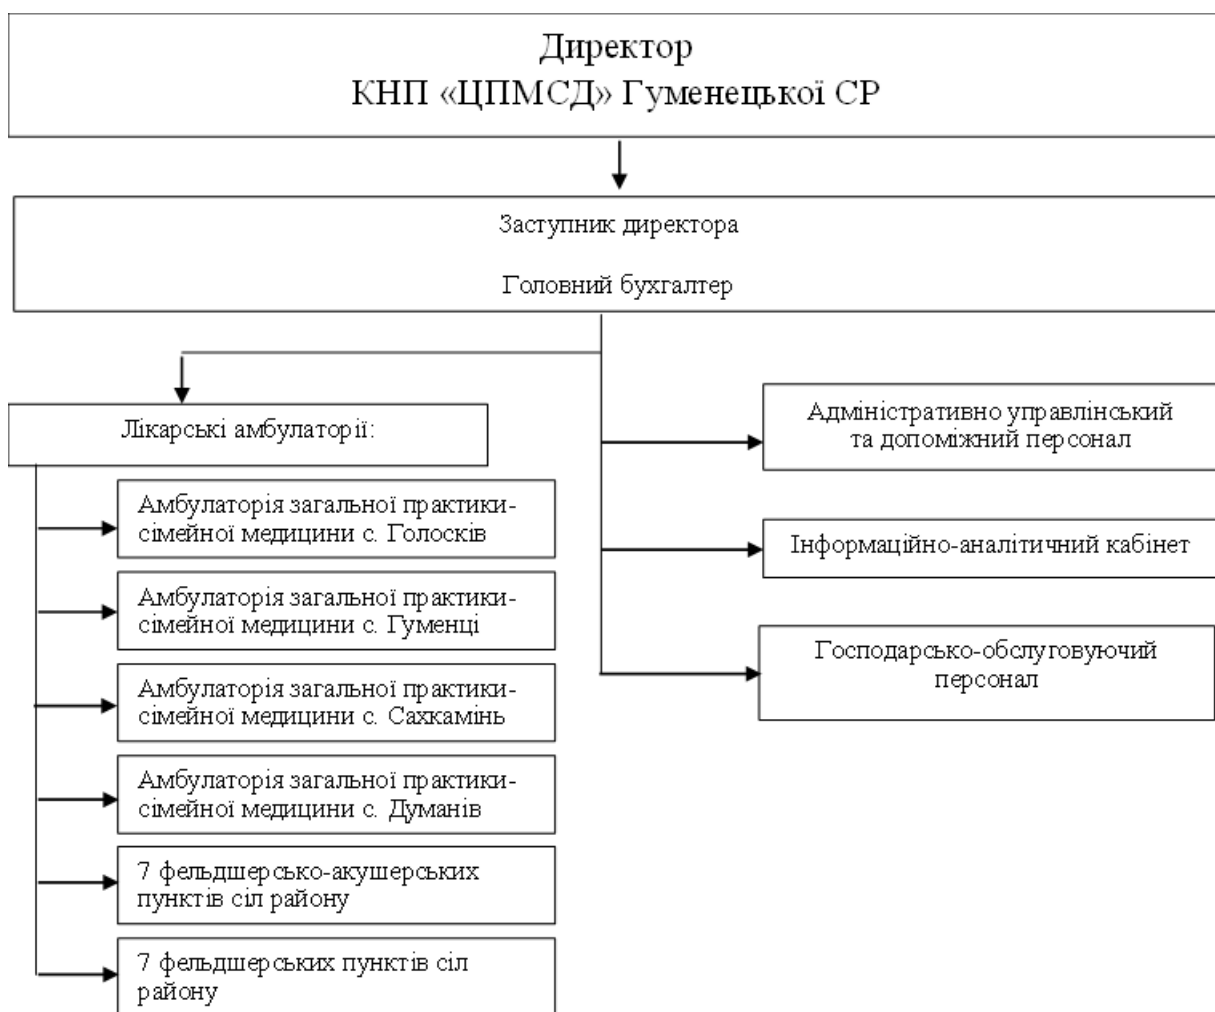 Директор
КНП «ЦПМСД» Гуменецької СР
Заступник директора
Головний бухгалтер
Лікарські амбулаторії:
Амбулаторія загальної практики-
сімейної медицини с. Голосків
Амбулаторія загальної практики-
сімейної медицини с. Гуменці
Амбулаторія загальної практики-
сімейної медицини с. Сахкамінь
Амбулаторія загальної практики-
сімейної медицини с. Думанів
7 фельдшерсько-акушерських
пунктів сіл району
7 фельдшерських пунктів сіл
району
Адміністративно управлінський
та допоміжний персонал
Інформаційно-аналітичний кабінет
Господарсько-обслуговуючий
персонал